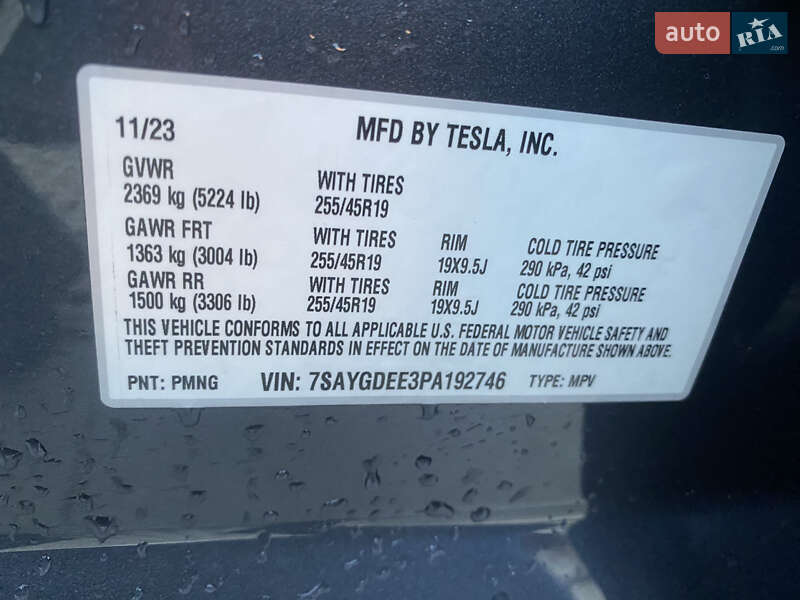 auto RIA.com
11/23 MFD BY TESLA, INC.
GVWR
2369 kg (5224 lb) WITH TIRES 255/45R19
GAWR FRT WITH TIRES RIM COLD TIRE PRESSURE
1363 kg (3004 lb) 255/45R19 19X9.5J 290 kPa, 42 psi
GAWR RR WITH TIRES RIM COLD TIRE PRESSURE
1500 kg (3306 lb) 255/45R19 19X9.5J 290 kPa, 42 psi
THIS VEHICLE CONFORMS TO ALL APPLICABLE U.S. FEDERAL MOTOR VEHICLE SAFETY AND
THEFT PREVENTION STANDARDS IN EFFECT ON THE DATE OF MANUFACTURE SHOWN ABOVE.
PNT: PMNG VIN: 7SAYGDEE3PA192746 TYPE: MPV